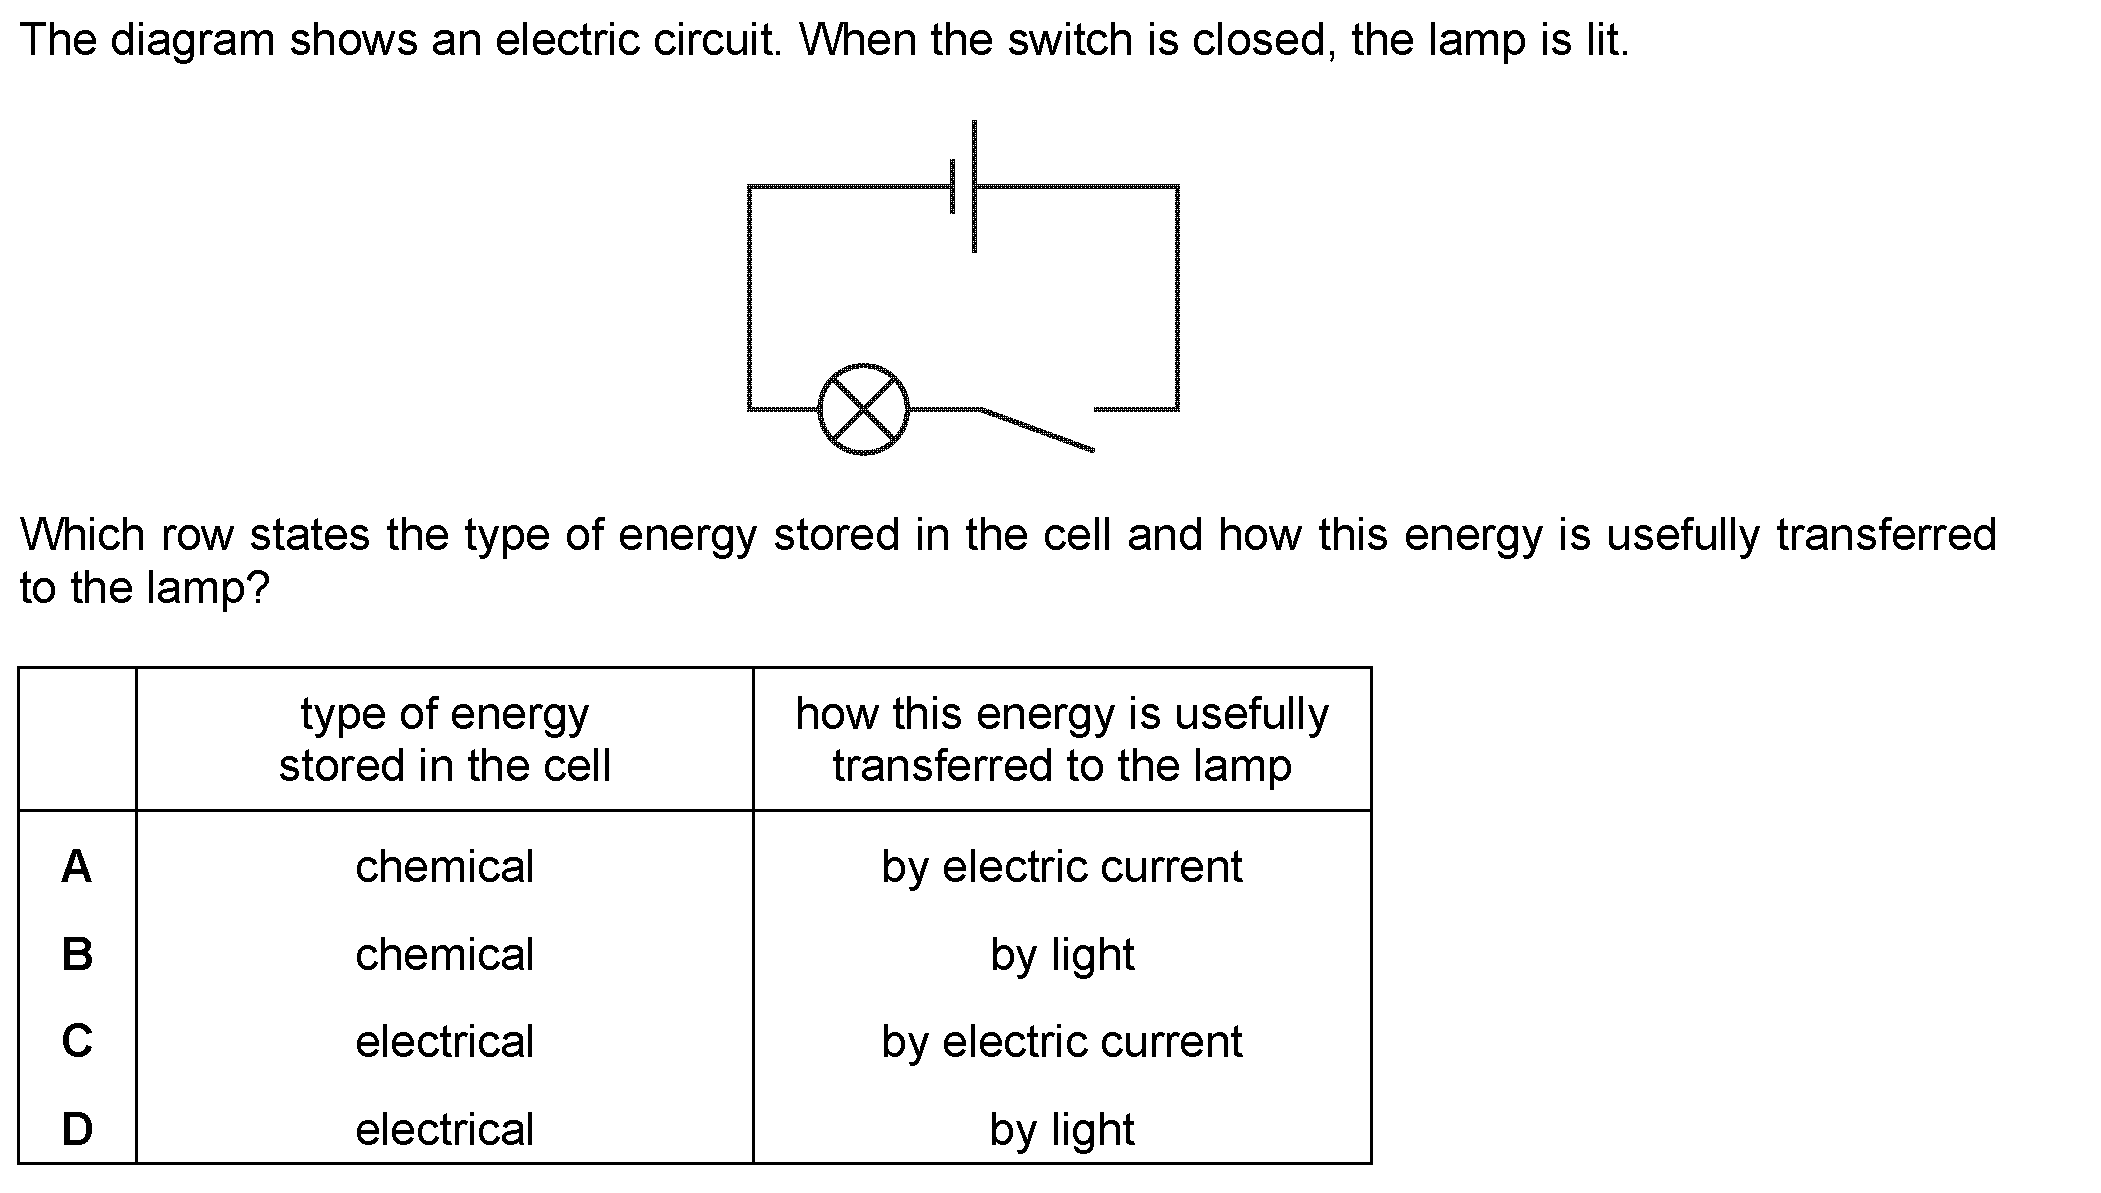 The diagram shows an electric circuit. When the switch is closed, the lamp is lit.
Which row states the type of energy stored in the cell and how this energy is usefully transferred
to the lamp?
type of energy
stored in the cell
how this energy is usefully
transferred to the lamp
A chemical by electric current
B chemical by light
C electrical by electric current
D electrical by light